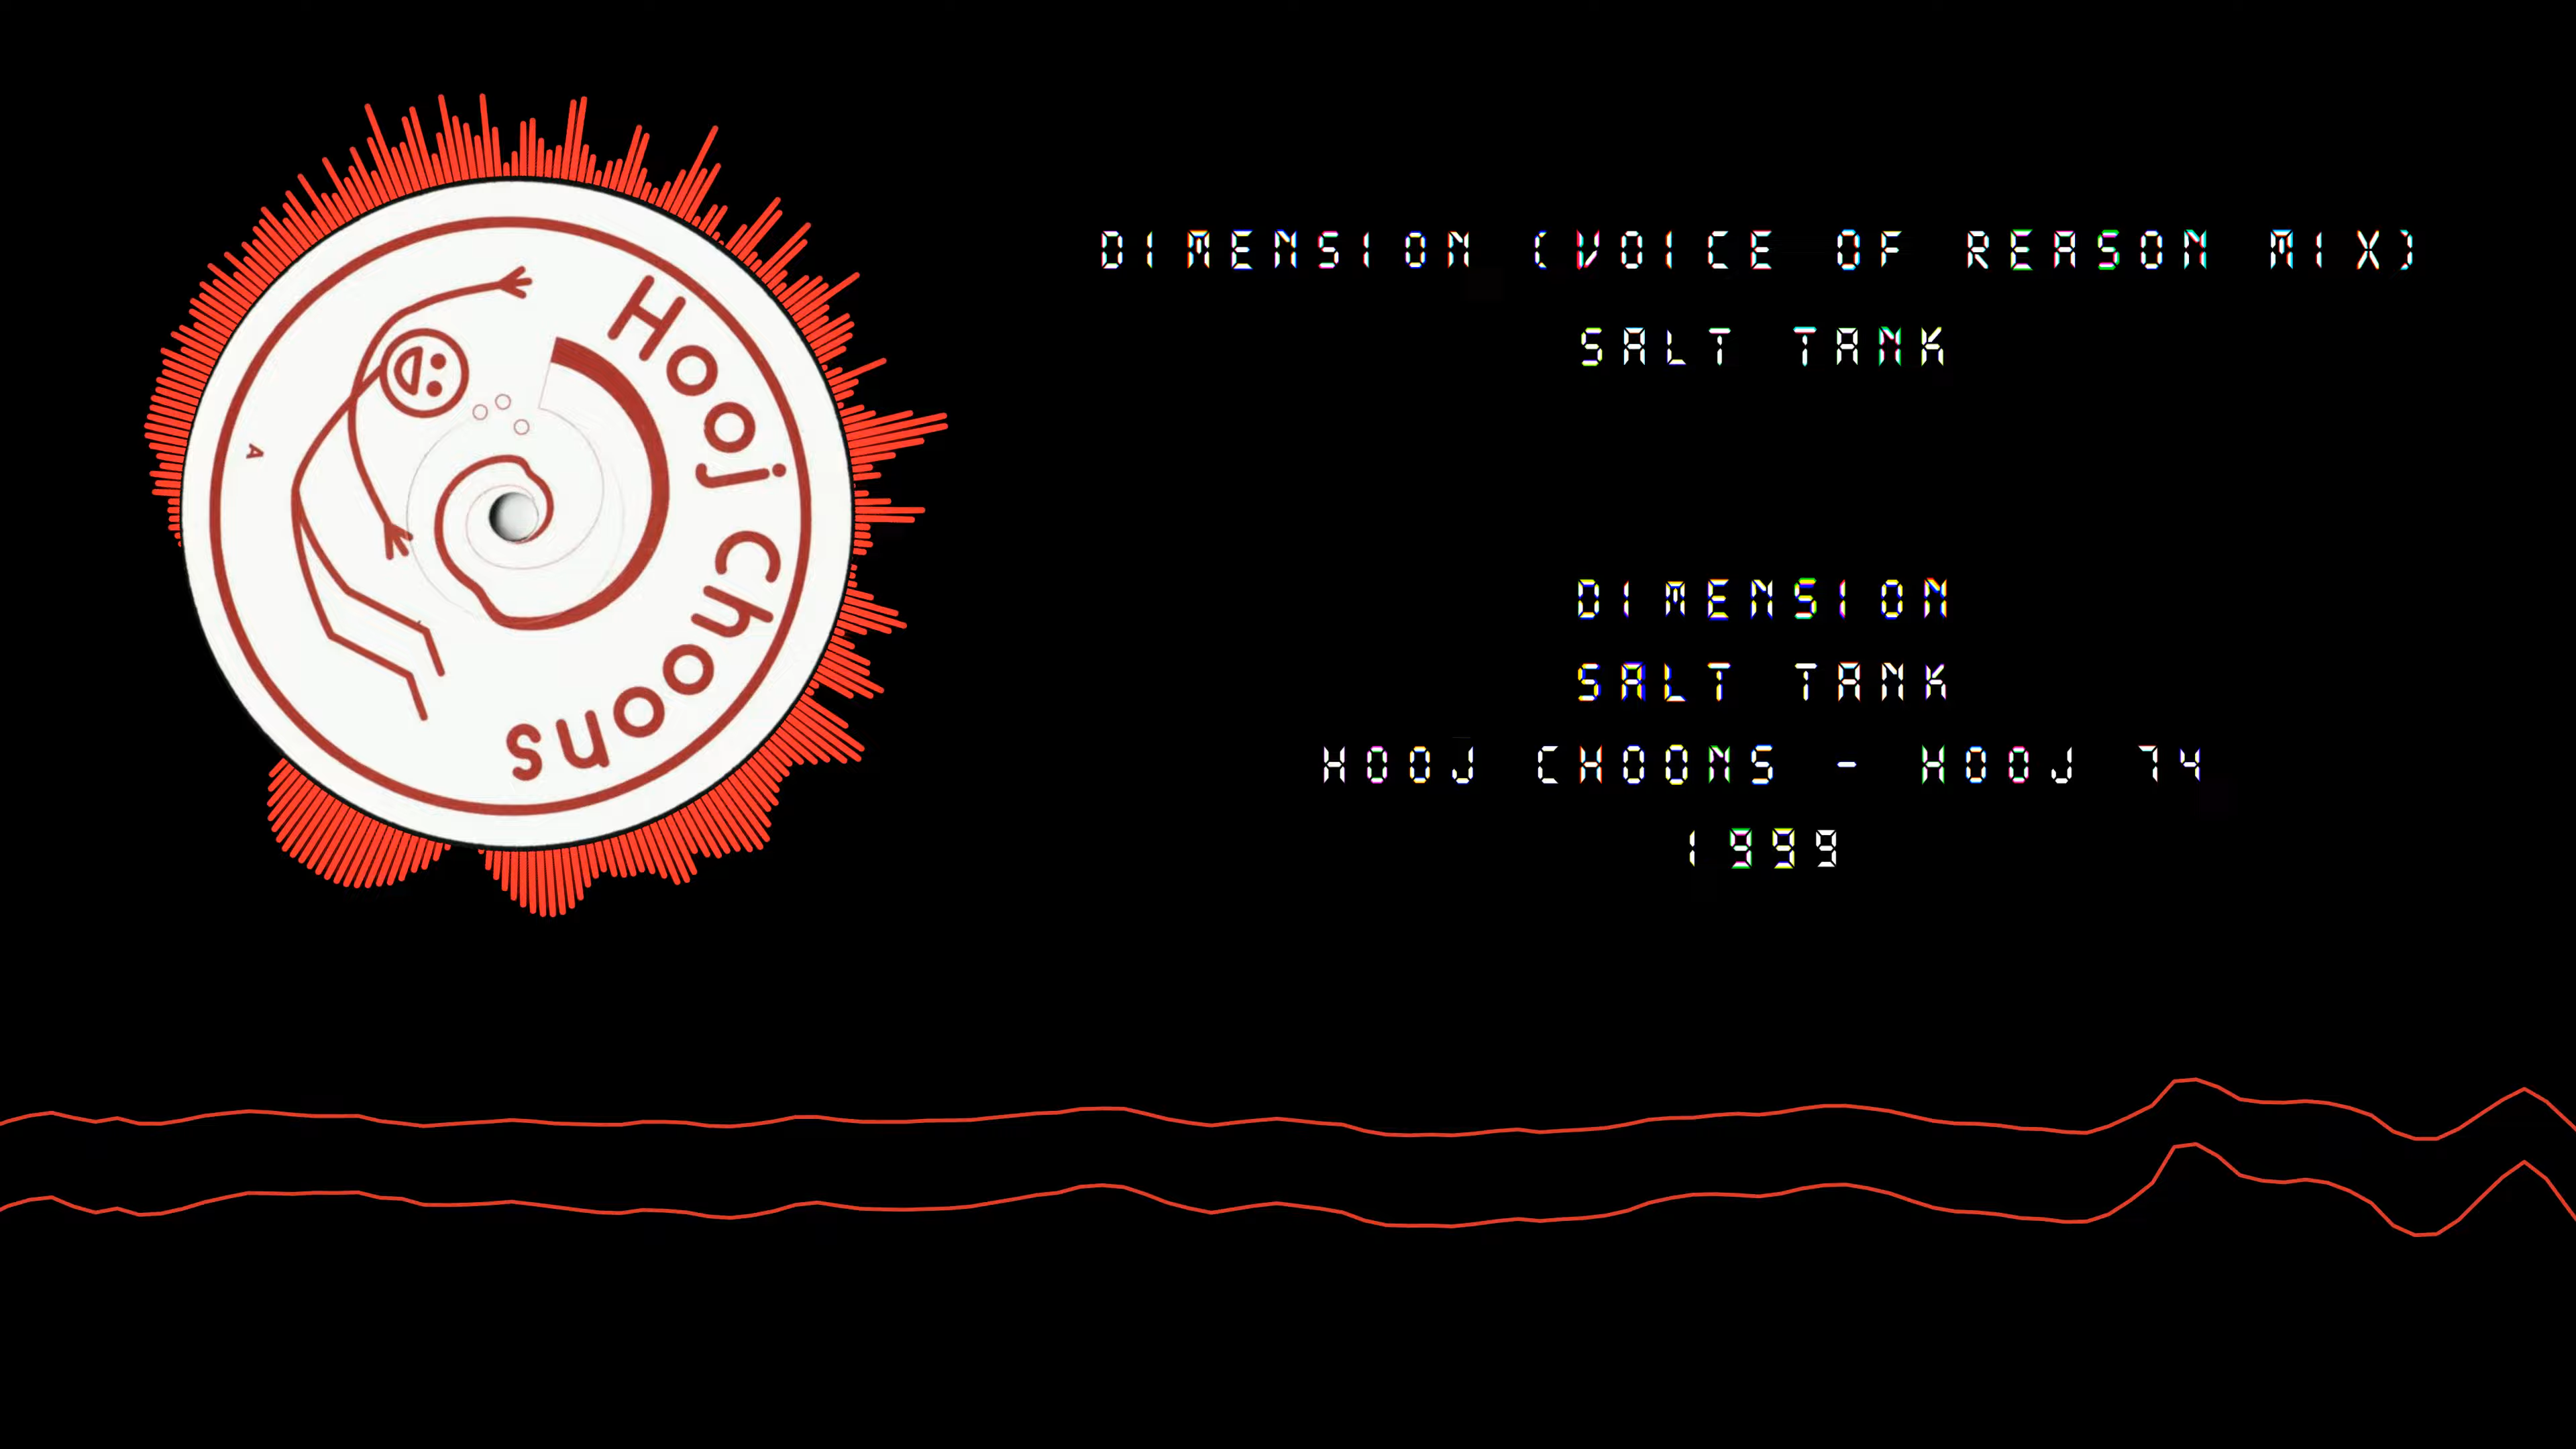 Hooj Choons
A
DIMENSION (VOICE OF REASON MIX)
SALT TANK
DIMENSION
SALT TANK
HOOJ CHOONS - HOOJ 74
1999